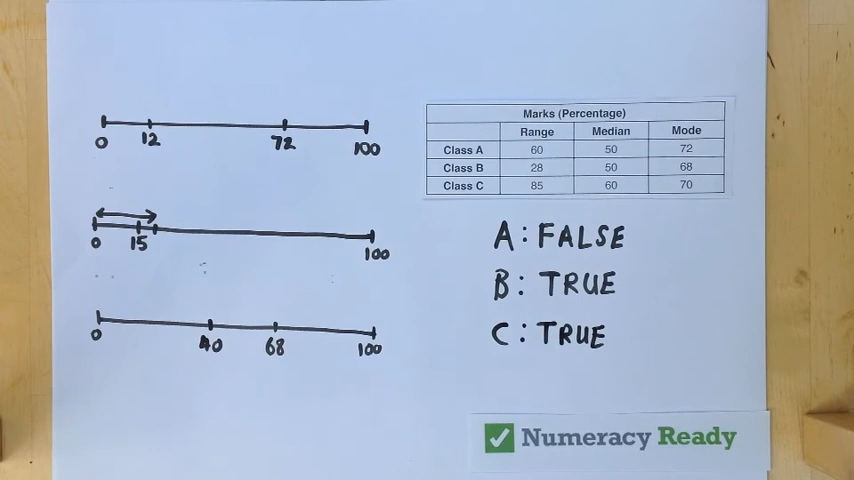 0 12 72 100
0 15 100
0 40 68 100
Marks (Percentage)
Range Median Mode
Class A 60 50 72
Class B 28 50 68
Class C 85 60 70
A: FALSE
B: TRUE
C: TRUE
Numeracy Ready